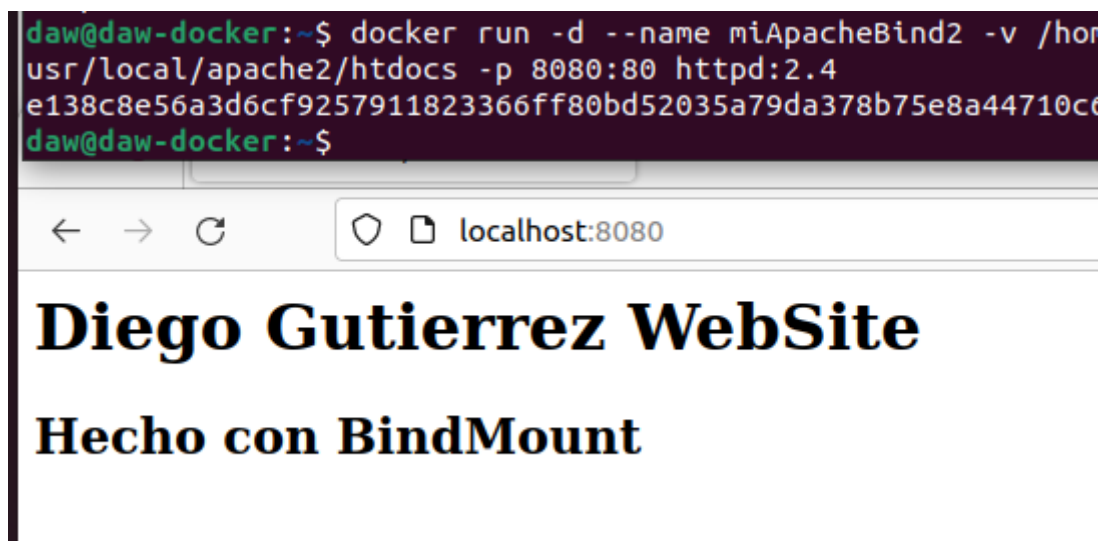 daw@daw-docker:~$ docker run -d --name miApacheBind2 -v /hom
usr/local/apache2/htdocs -p 8080:80 httpd:2.4
e138c8e56a3d6cf9257911823366ff80bd52035a79da378b75e8a44710c6
daw@daw-docker:~$
localhost:8080
Diego Gutierrez WebSite
Hecho con BindMount